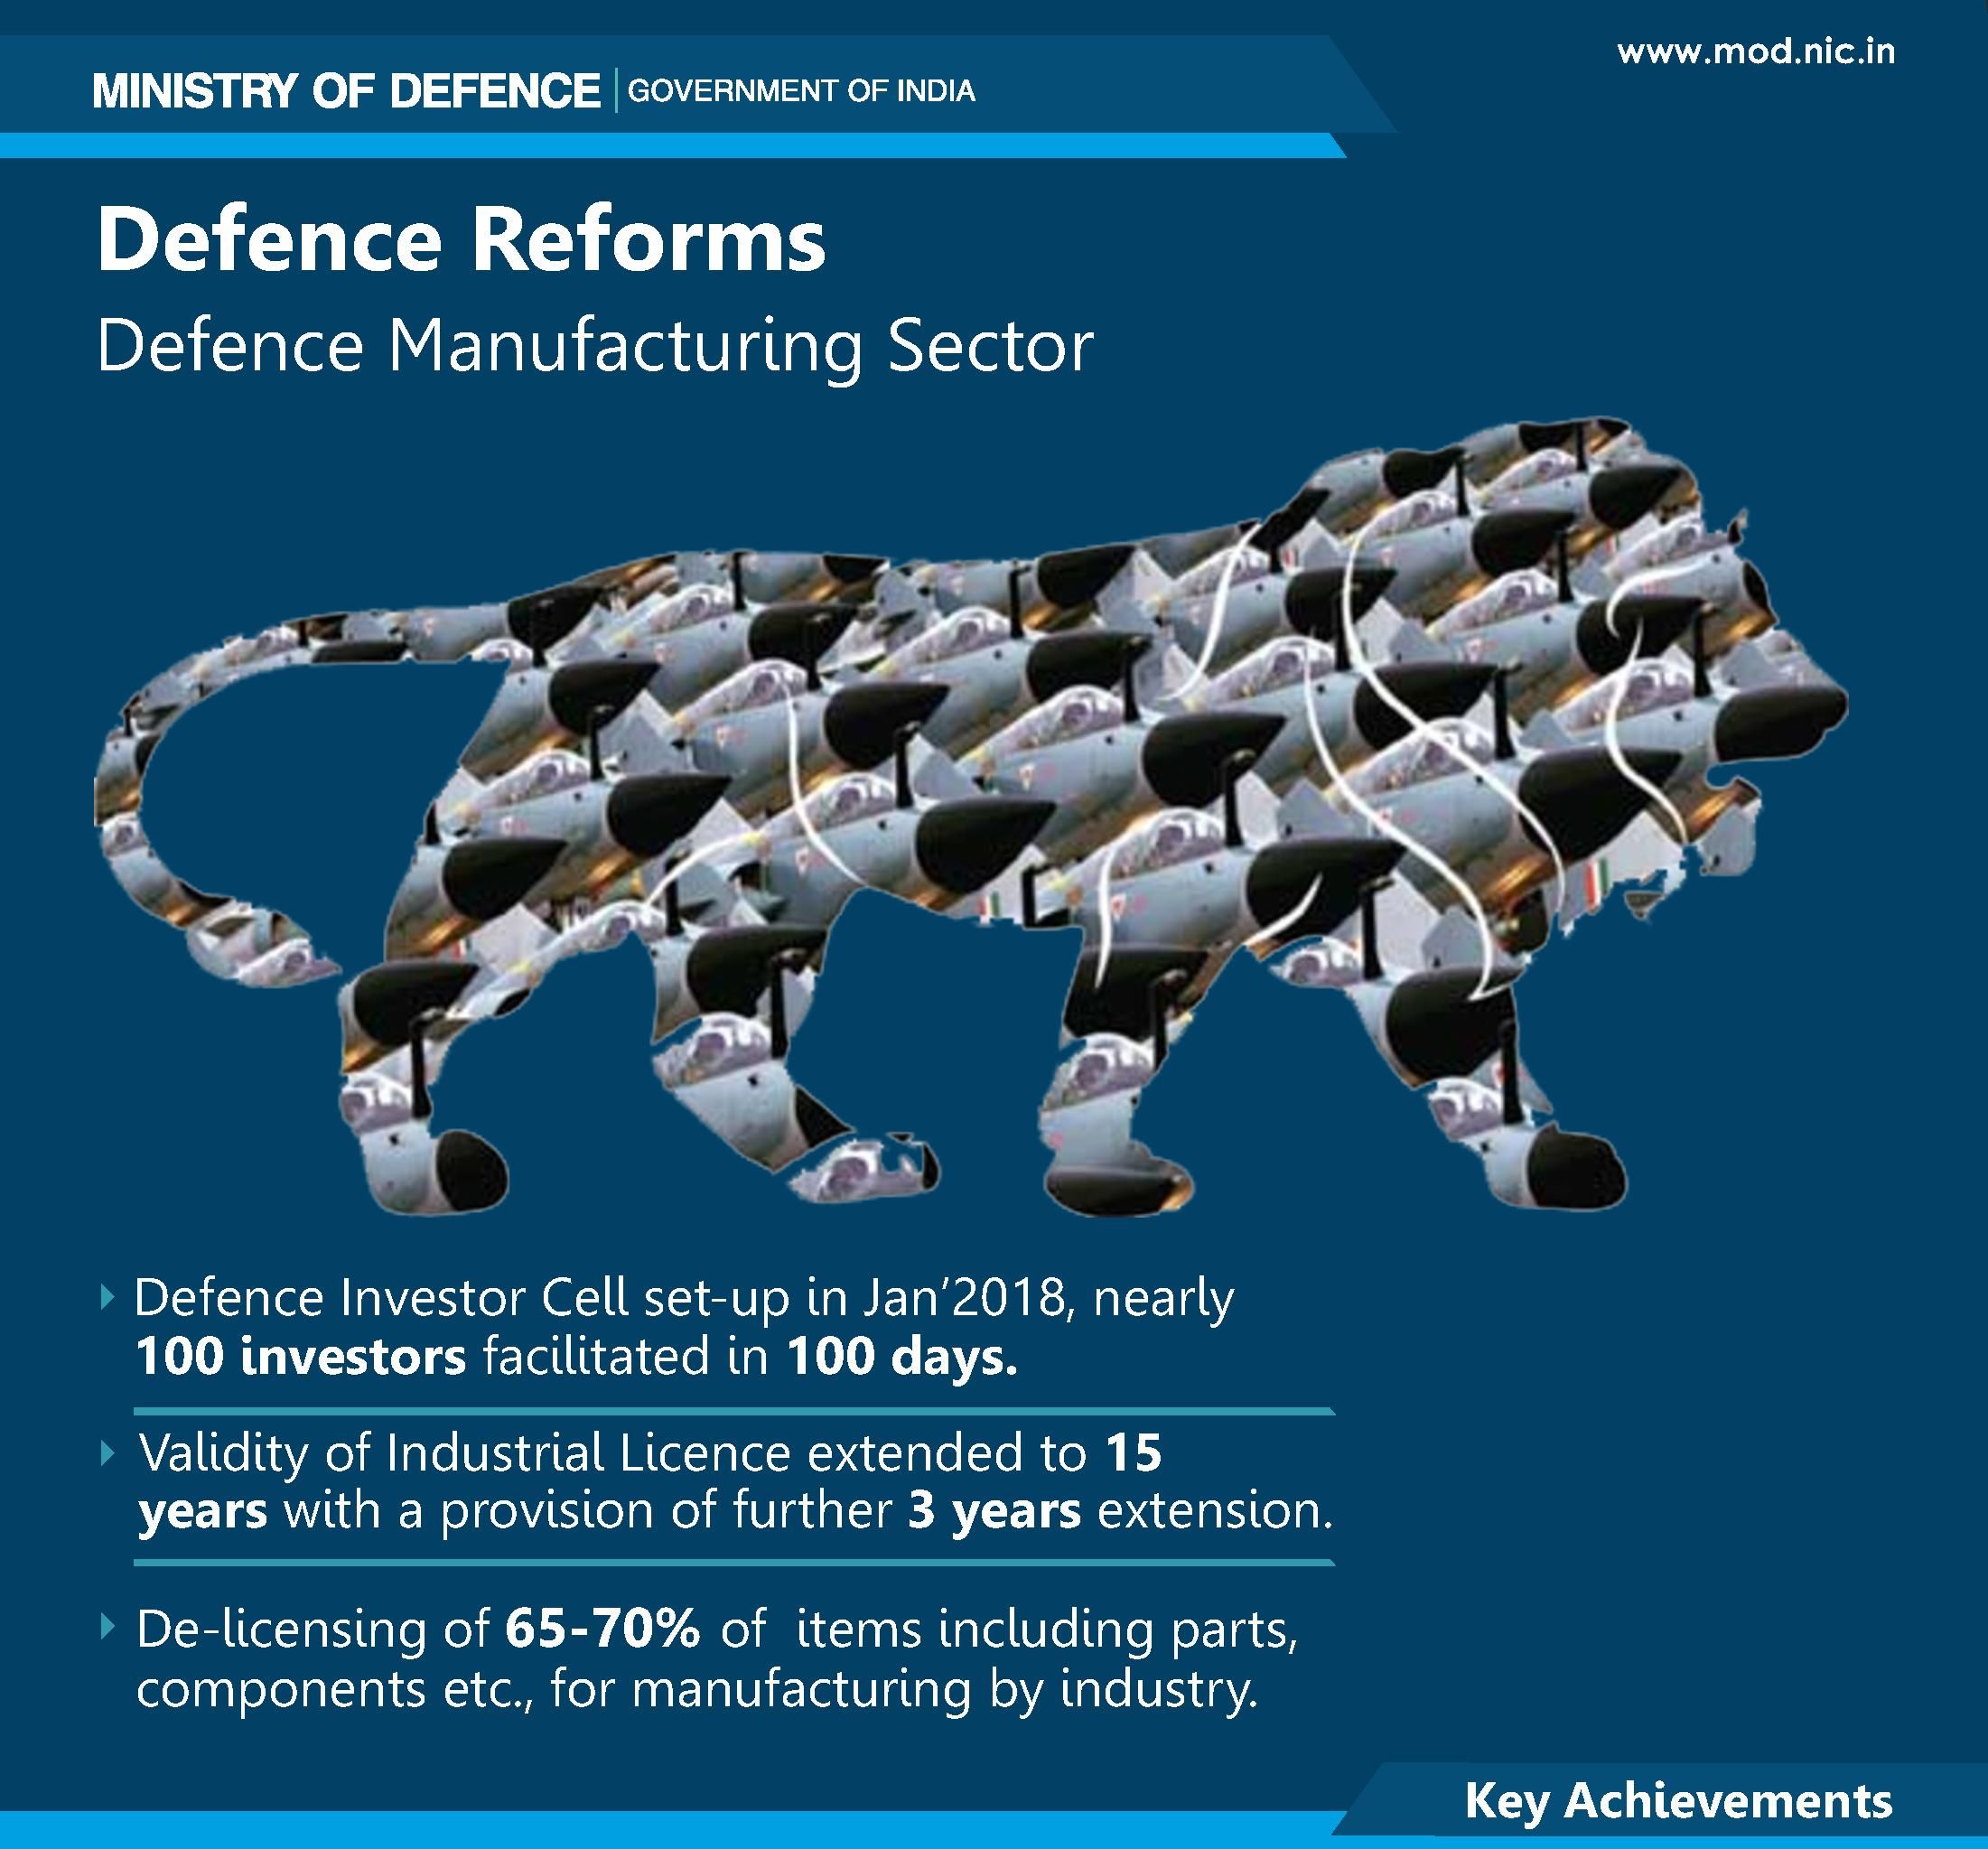 www.mod.nic.in
MINISTRY OF DEFENCE | GOVERNMENT OF INDIA
Defence Reforms
Defence Manufacturing Sector
Defence Investor Cell set-up in Jan'2018, nearly
100 investors facilitated in 100 days.
Validity of Industrial Licence extended to 15
years with a provision of further 3 years extension.
De-licensing of 65-70% of items including parts,
components etc., for manufacturing by industry.
Key Achievements